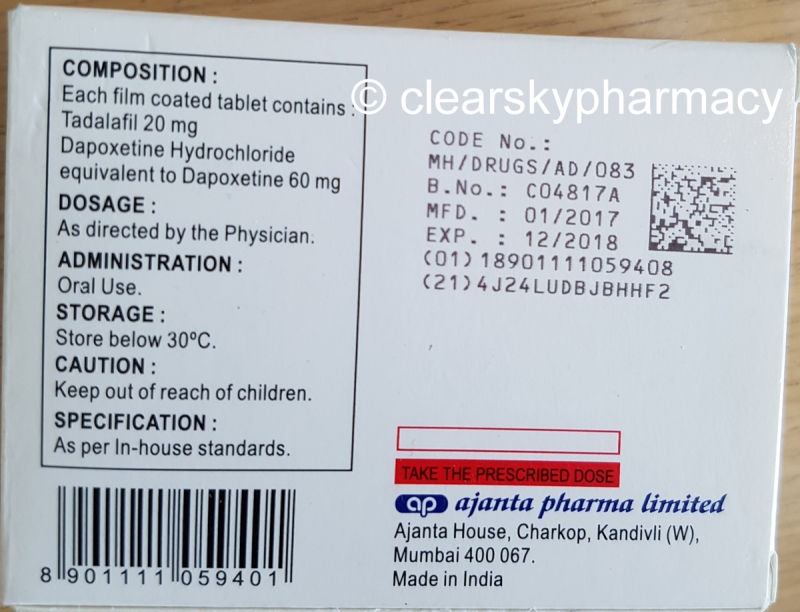 © clearskypharmacy
COMPOSITION :
Each film coated tablet contains :
Tadalafil 20 mg
Dapoxetine Hydrochloride
equivalent to Dapoxetine 60 mg
DOSAGE :
As directed by the Physician.
ADMINISTRATION :
Oral Use.
STORAGE :
Store below 30ºC.
CAUTION :
Keep out of reach of children.
SPECIFICATION :
As per In-house standards.
8 901111 059401
CODE No.:
MH/DRUGS/AD/083
B.No.: C04817A
MFD. : 01/2017
EXP. : 12/2018
(01)18901111059408
(21)4J24LUDBJBHHF2
TAKE THE PRESCRIBED DOSE
ap ajanta pharma limited
Ajanta House, Charkop, Kandivli (W),
Mumbai 400 067.
Made in India